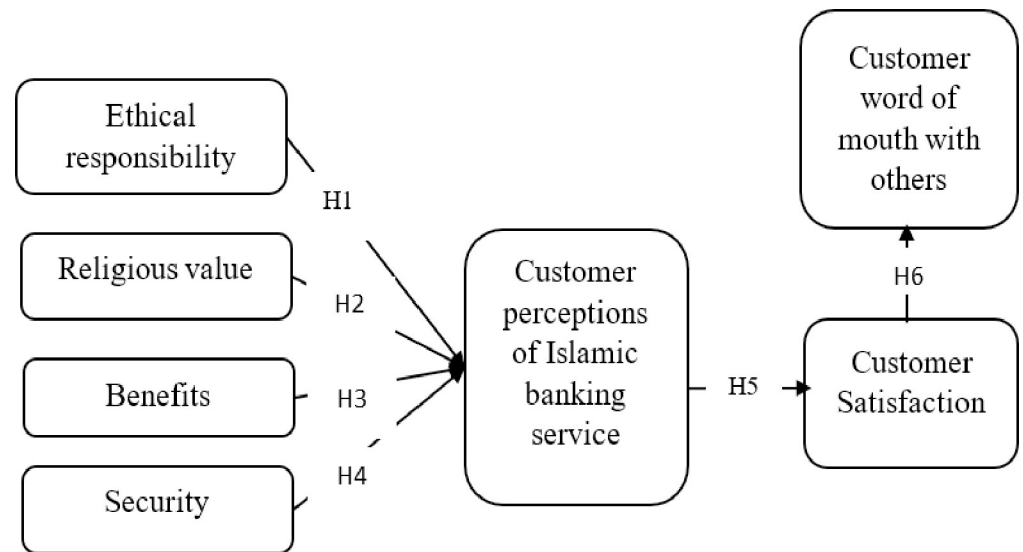 Ethical
responsibility
H1
Religious value
H2
Benefits
H3
Security
H4
Customer
perceptions
of Islamic
banking
service
H5
Customer
Satisfaction
H6
Customer
word of
mouth with
others